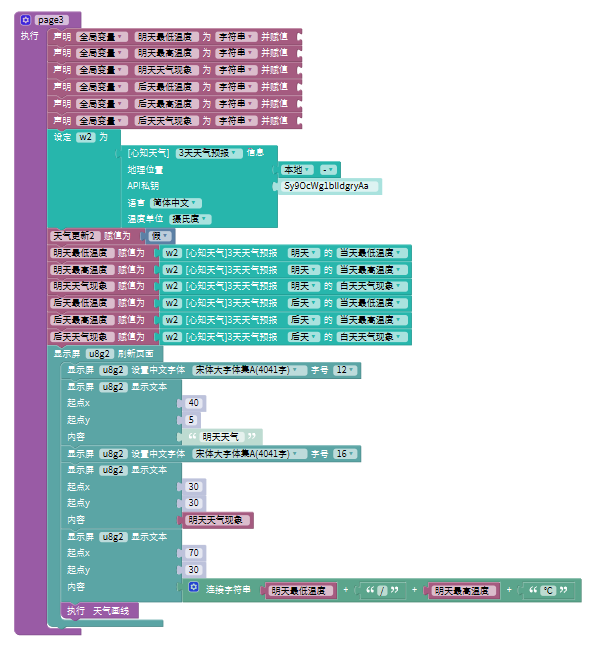 page3
执行
声明 全局变量 明天最低温度 为 字符串 并赋值
声明 全局变量 明天最高温度 为 字符串 并赋值
声明 全局变量 明天天气现象 为 字符串 并赋值
声明 全局变量 后天最低温度 为 字符串 并赋值
声明 全局变量 后天最高温度 为 字符串 并赋值
声明 全局变量 后天天气现象 为 字符串 并赋值
设定 w2 为
[心知天气] 3天天气预报 信息
地理位置 本地 -
API私钥
语言 简体中文
温度单位 摄氏度
天气更新2 赋值为 假
明天最低温度 赋值为 w2 [心知天气]3天天气预报 明天 的 当天最低温度
明天最高温度 赋值为 w2 [心知天气]3天天气预报 明天 的 当天最高温度
明天天气现象 赋值为 w2 [心知天气]3天天气预报 明天 的 白天天气现象
后天最低温度 赋值为 w2 [心知天气]3天天气预报 后天 的 当天最低温度
后天最高温度 赋值为 w2 [心知天气]3天天气预报 后天 的 当天最高温度
后天天气现象 赋值为 w2 [心知天气]3天天气预报 后天 的 白天天气现象
显示屏 u8g2 刷新页面
显示屏 u8g2 设置中文字体 宋体大字体集A(4041字) 字号 12
显示屏 u8g2 显示文本
起点x 40
起点y 5
内容 “ 明天天气 ”
显示屏 u8g2 设置中文字体 宋体大字体集A(4041字) 字号 16
显示屏 u8g2 显示文本
起点x 30
起点y 30
内容 明天天气现象
显示屏 u8g2 显示文本
起点x 70
起点y 30
内容 连接字符串 明天最低温度 + “ / ” + 明天最高温度 + “ ℃ ”
执行 天气画线